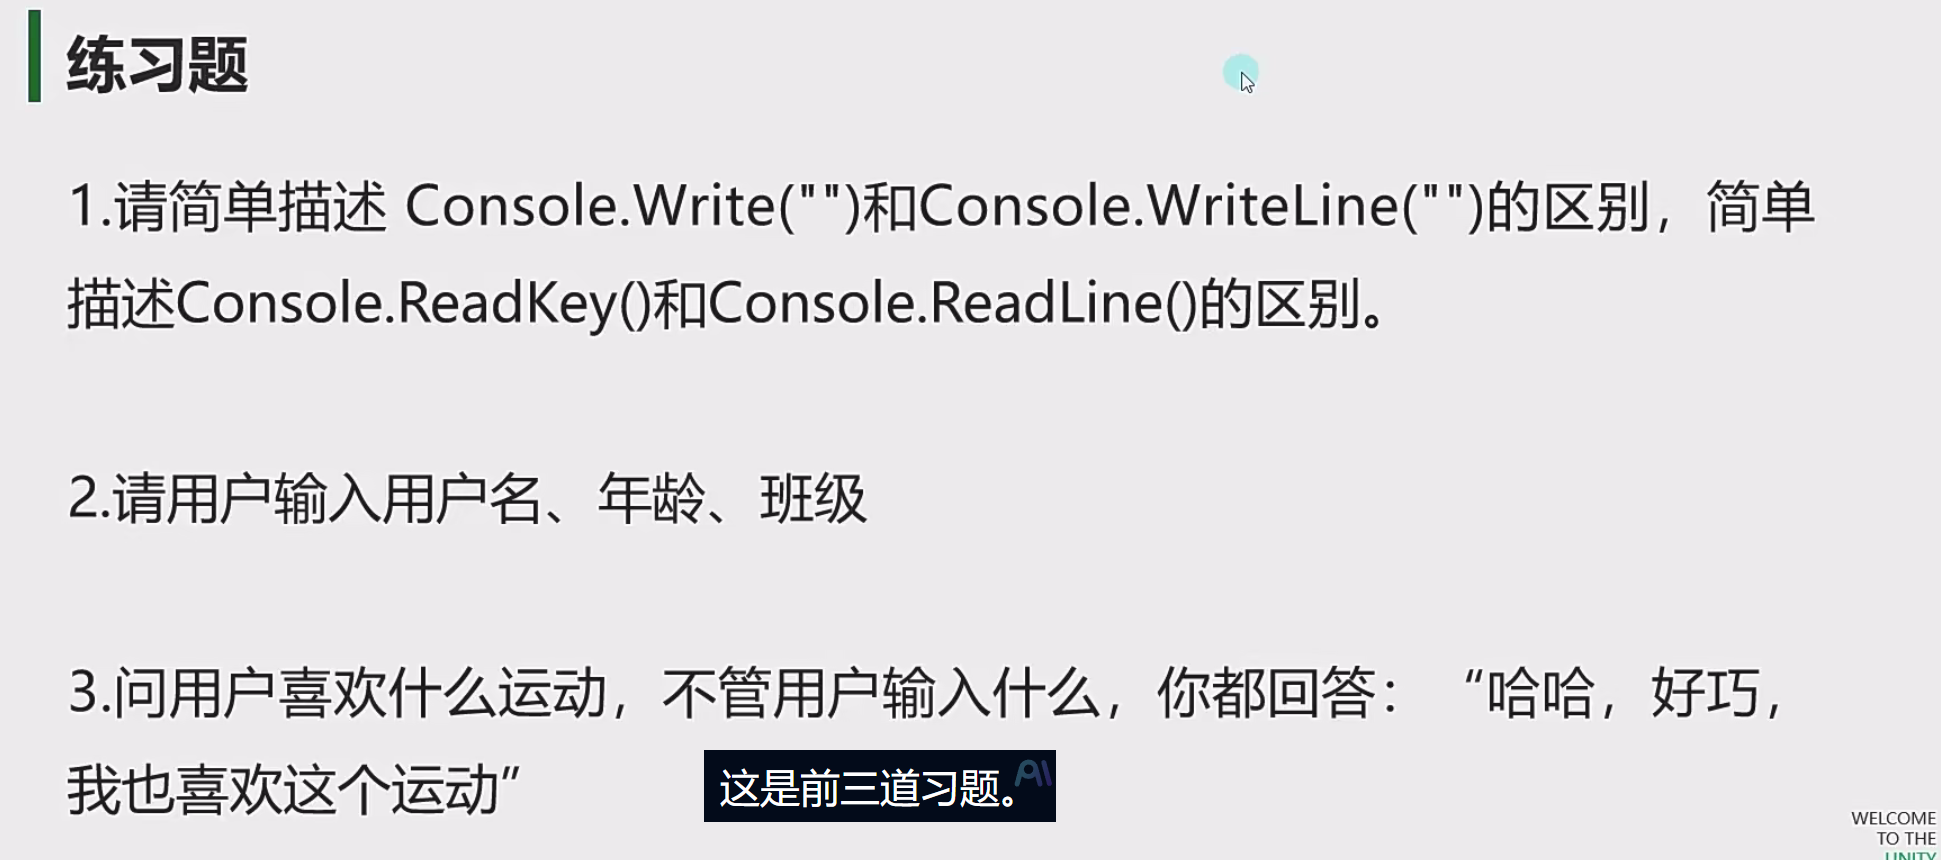 练习题
1.请简单描述 Console.Write("")和Console.WriteLine("")的区别，简单
描述Console.ReadKey()和Console.ReadLine()的区别。
2.请用户输入用户名、年龄、班级
3.问用户喜欢什么运动，不管用户输入什么，你都回答：“哈哈，好巧，
我也喜欢这个运动”
这是前三道习题。
AI
WELCOME
TO THE
UNITY